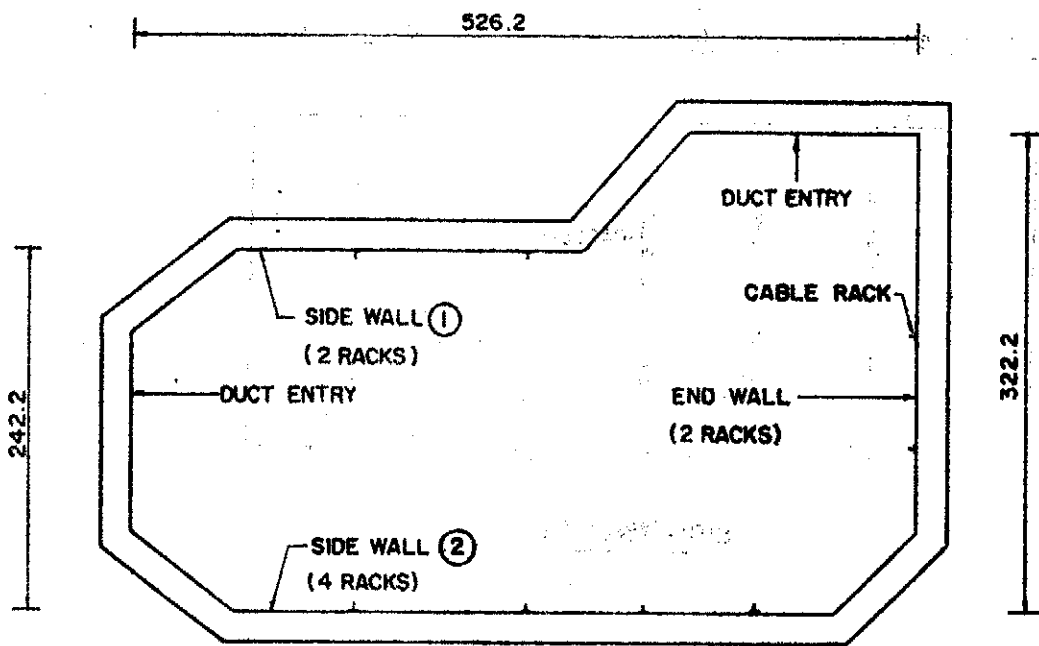 526.2
DUCT ENTRY
CABLE RACK
SIDE WALL ①
(2 RACKS)
DUCT ENTRY
END WALL
(2 RACKS)
242.2
322.2
SIDE WALL ②
(4 RACKS)